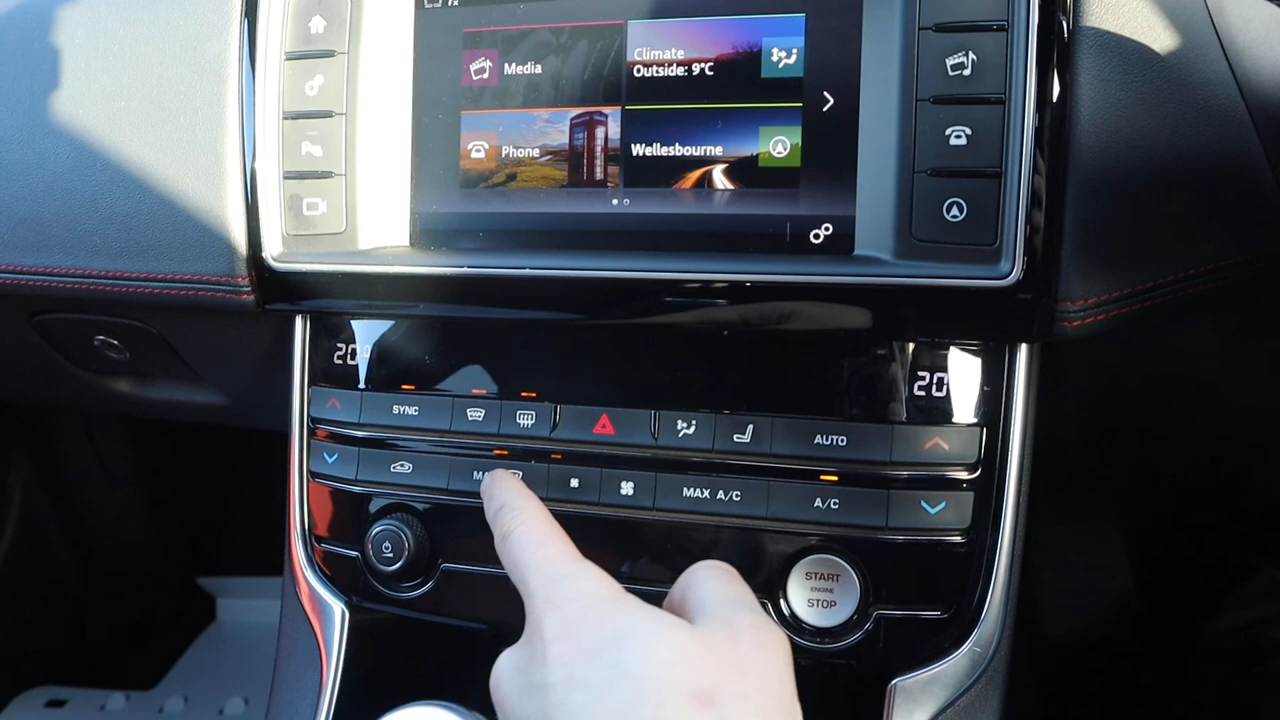 Media
Climate
Outside: 9°C
Phone
Wellesbourne
20°
20
SYNC
AUTO
MAX A/C
A/C
START
ENGINE
STOP